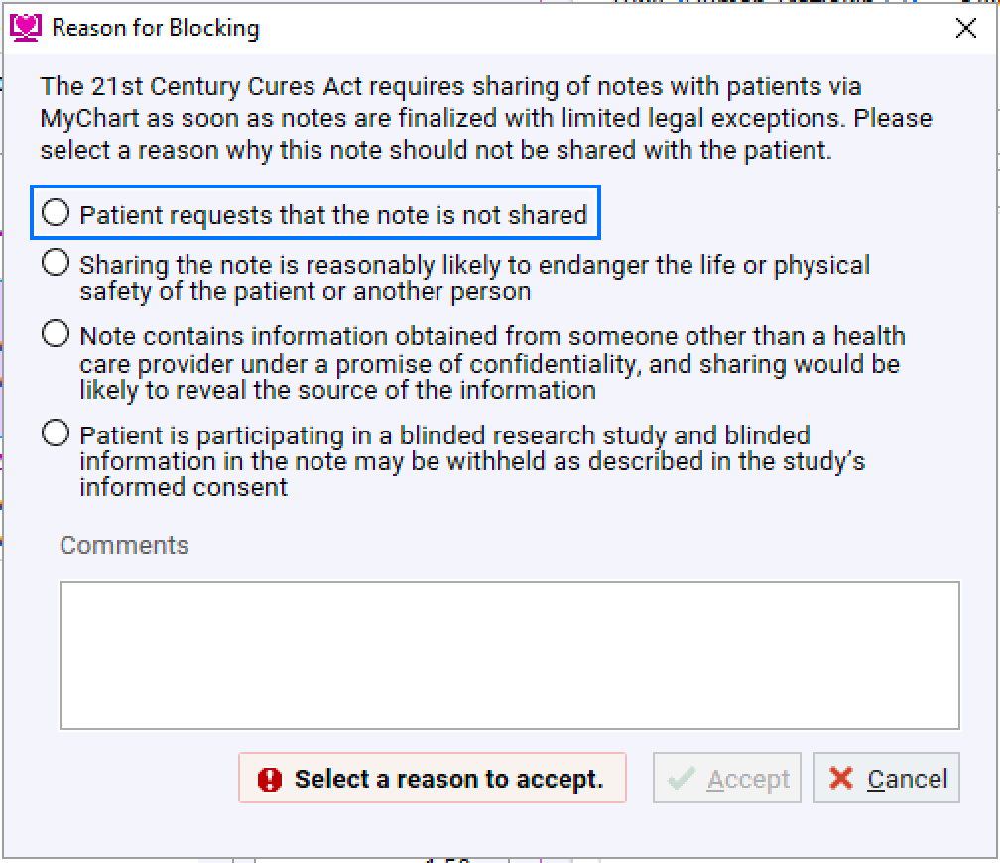 Reason for Blocking
The 21st Century Cures Act requires sharing of notes with patients via
MyChart as soon as notes are finalized with limited legal exceptions. Please
select a reason why this note should not be shared with the patient.
Patient requests that the note is not shared
Sharing the note is reasonably likely to endanger the life or physical
safety of the patient or another person
Note contains information obtained from someone other than a health
care provider under a promise of confidentiality, and sharing would be
likely to reveal the source of the information
Patient is participating in a blinded research study and blinded
information in the note may be withheld as described in the study’s
informed consent
Comments
Select a reason to accept.
Accept
Cancel